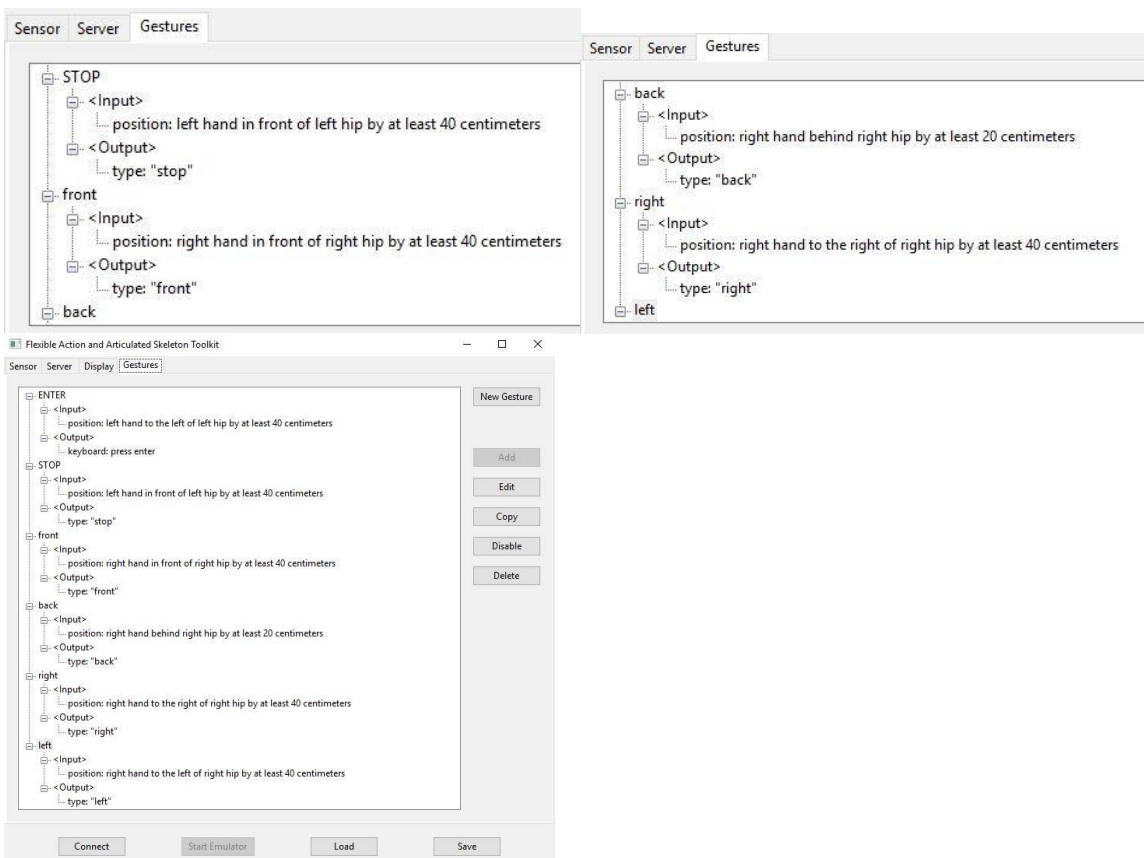 Sensor Server Gestures
STOP
<Input>
position: left hand in front of left hip by at least 40 centimeters
<Output>
type: "stop"
front
<Input>
position: right hand in front of right hip by at least 40 centimeters
<Output>
type: "front"
back
Sensor Server Gestures
back
<Input>
position: right hand behind right hip by at least 20 centimeters
<Output>
type: "back"
right
<Input>
position: right hand to the right of right hip by at least 40 centimeters
<Output>
type: "right"
left
Flexible Action and Articulated Skeleton Toolkit
Sensor Server Display Gestures
ENTER
<Input>
position: left hand to the left of left hip by at least 40 centimeters
<Output>
keyboard: press enter
STOP
<Input>
position: left hand in front of left hip by at least 40 centimeters
<Output>
type: "stop"
front
<Input>
position: right hand in front of right hip by at least 40 centimeters
<Output>
type: "front"
back
<Input>
position: right hand behind right hip by at least 20 centimeters
<Output>
type: "back"
right
<Input>
position: right hand to the right of right hip by at least 40 centimeters
<Output>
type: "right"
left
<Input>
position: right hand to the left of right hip by at least 40 centimeters
<Output>
type: "left"
New Gesture
Add
Edit
Copy
Disable
Delete
Connect Start Emulator Load Save